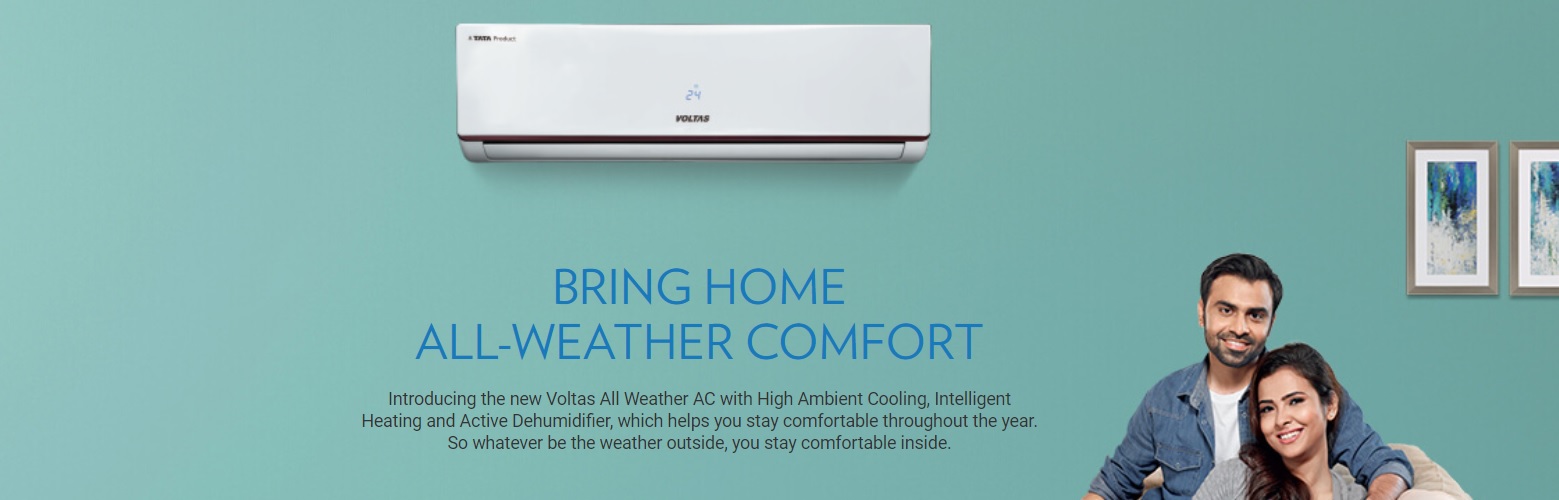 A TATA Product
24
VOLTAS
BRING HOME
ALL-WEATHER COMFORT
Introducing the new Voltas All Weather AC with High Ambient Cooling, Intelligent
Heating and Active Dehumidifier, which helps you stay comfortable throughout the year.
So whatever be the weather outside, you stay comfortable inside.